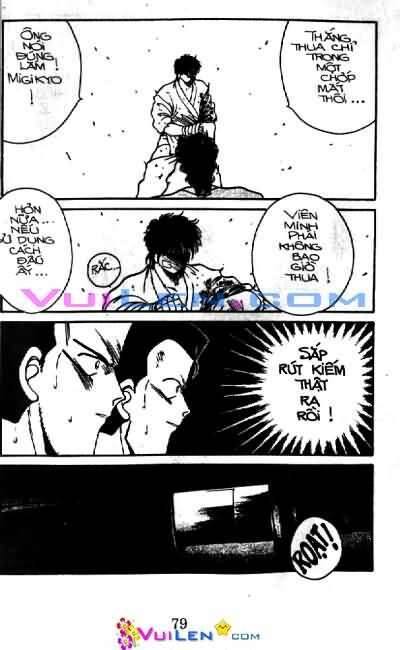 ÔNG
NÓI
ĐÚNG
LẮM!
MIGIKYO
!
THẮNG,
THUA CHỈ
TRONG
MỘT
CHỚP
MẮT
THÔI...
HƠN
NỮA...
NẾU
SỬ DỤNG
CÁCH
ĐẤU
ẤY...
RẮC...
VIÊN
MINH PHÁI
KHÔNG
BAO
GIỜ
THUA!
VUILEN.COM
SẮP
RÚT KIẾM
THẬT
RA
RỒI!
ROẠT!
79
VUILEN.COM